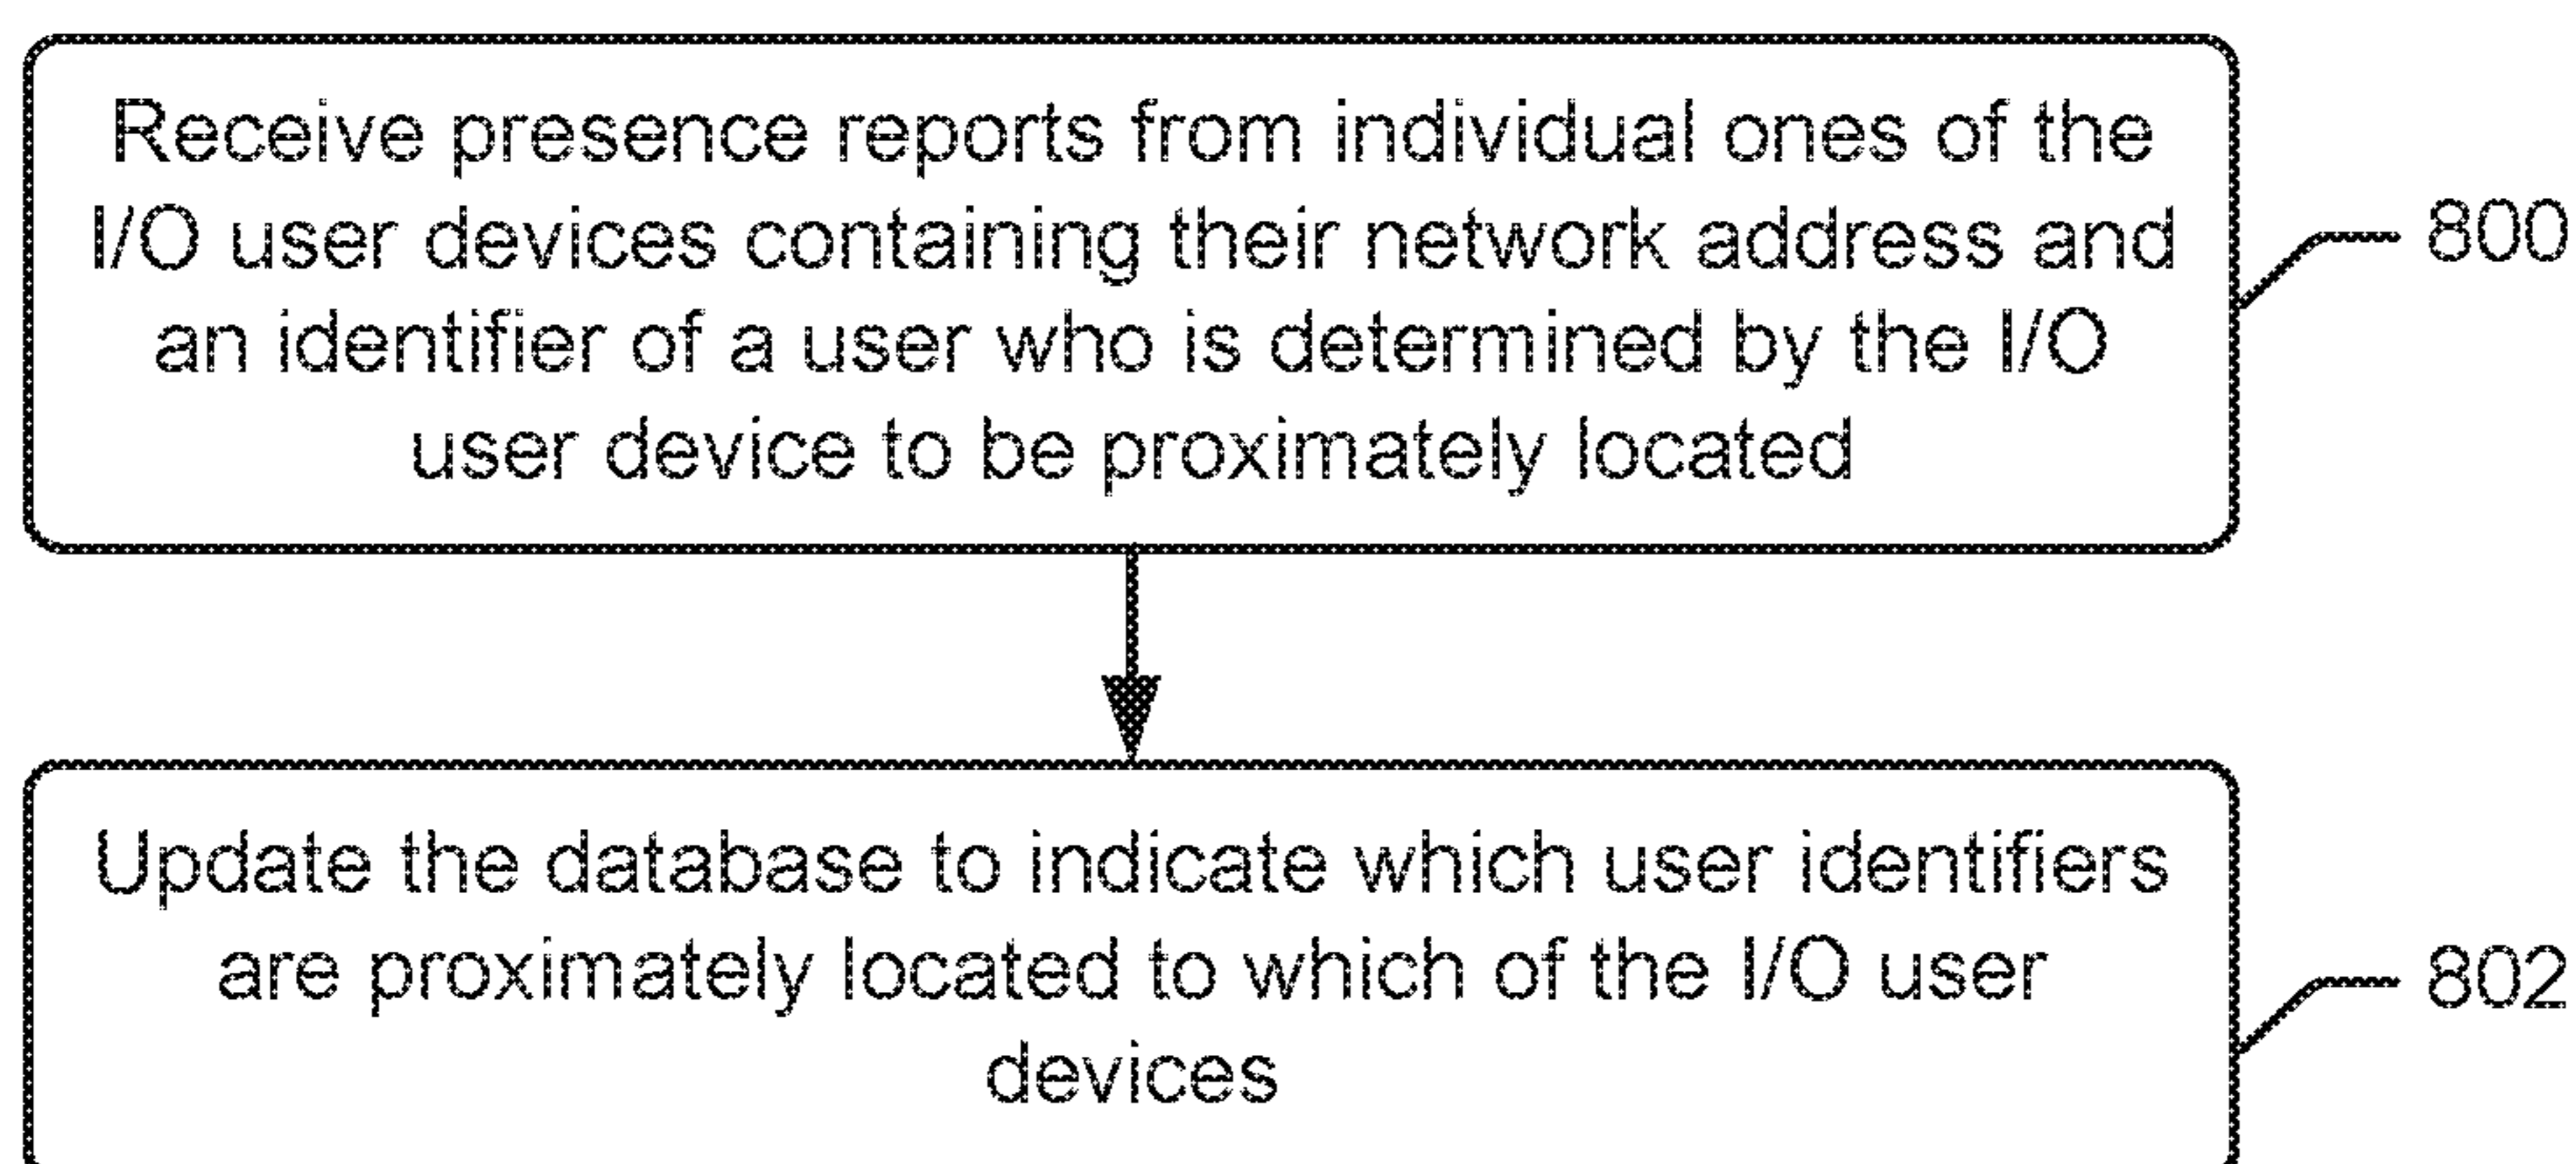 Receive presence reports from individual ones of the
I/O user devices containing their network address and
an identifier of a user who is determined by the I/O
user device to be proximately located
800
Update the database to indicate which user identifiers
are proximately located to which of the I/O user
devices
802